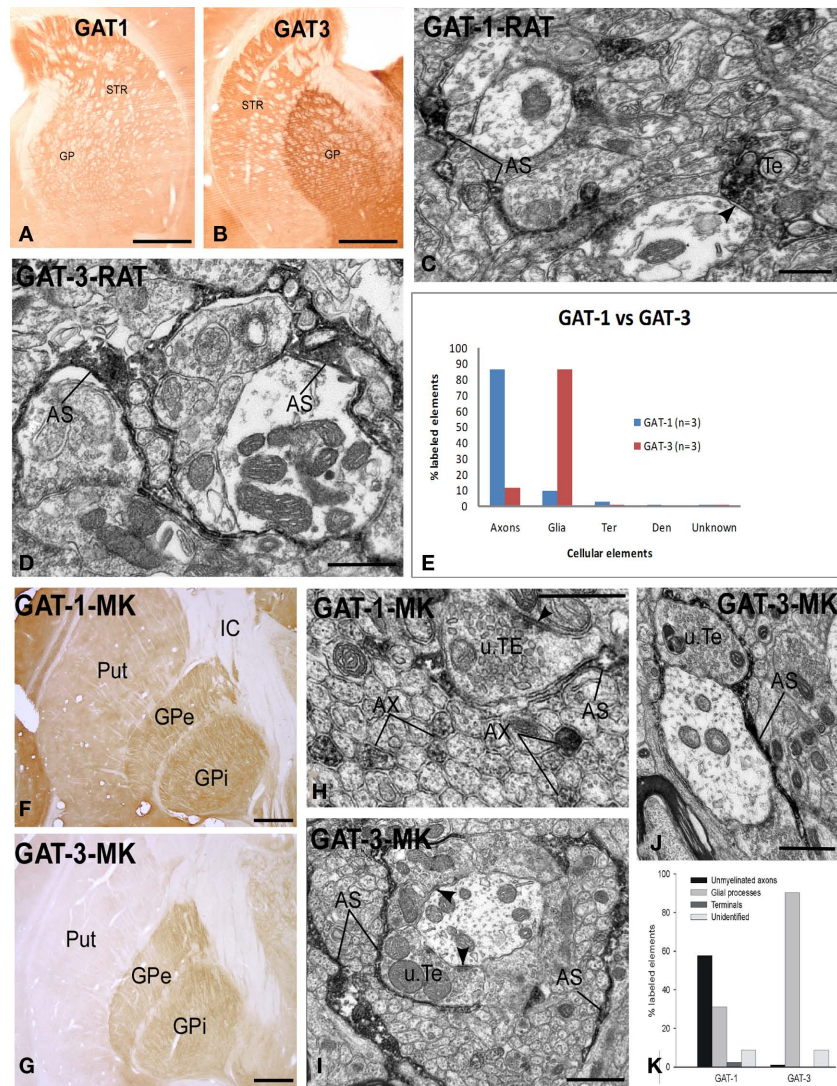 GAT1
STR
GP
A
GAT3
STR
GP
B
GAT-1-RAT
AS
Te
C
GAT-3-RAT
AS
AS
D
GAT-1 vs GAT-3
100
90
80
70
60
50
40
30
20
10
0
% labeled elements
GAT-1 (n=3)
GAT-3 (n=3)
Axons Glia Ter Den Unknown
Cellular elements
E
GAT-1-MK
IC
Put
GPe
GPi
F
GAT-3-MK
Put
GPe
GPi
G
GAT-1-MK
u.TE
AX
AS
AX
H
GAT-3-MK
AS
u.Te
AS
I
GAT-3-MK
u.Te
AS
J
Unmyelinated axons
Glial processes
Terminals
Unidentified
100
80
60
40
20
0
% labeled elements
GAT-1 GAT-3
K